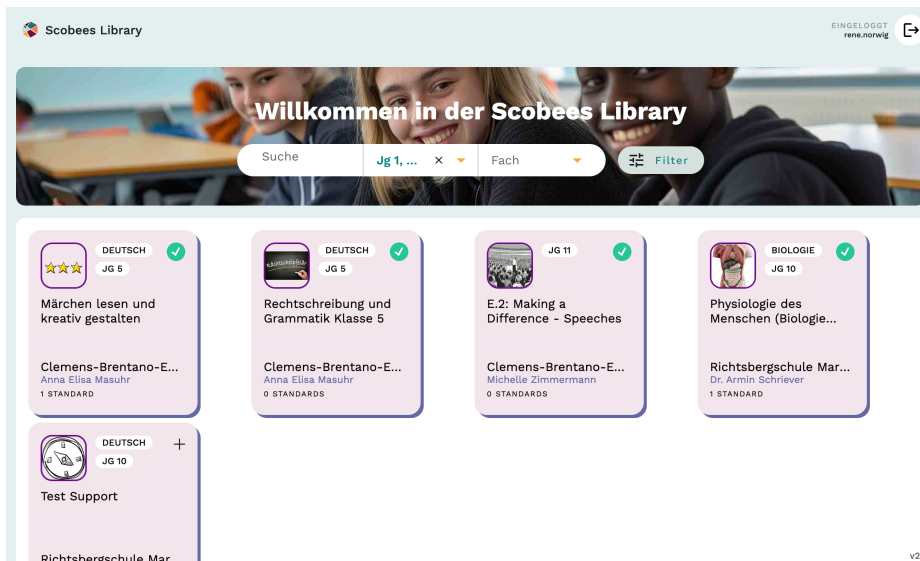 Scobees Library
EINGELOGGT
rene.norwig
Willkommen in der Scobees Library
Suche
Jg 1, ...
Fach
Filter
DEUTSCH
JG 5
Märchen lesen und
kreativ gestalten
Clemens-Brentano-E...
Anna Elisa Masuhr
1 STANDARD
DEUTSCH
JG 5
Rechtschreibung und
Grammatik Klasse 5
Clemens-Brentano-E...
Anna Elisa Masuhr
0 STANDARDS
JG 11
E.2: Making a
Difference - Speeches
Clemens-Brentano-E...
Michelle Zimmermann
0 STANDARDS
BIOLOGIE
JG 10
Physiologie des
Menschen (Biologie...
Richtsbergschule Mar...
Dr. Armin Schriever
1 STANDARD
DEUTSCH
JG 10
Test Support
Richtsbergschule Mar
v2